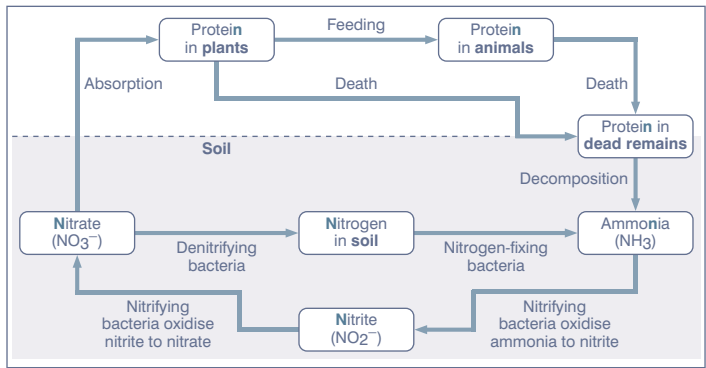 Protein
in plants
Feeding
Protein
in animals
Absorption
Death
Death
Protein in
dead remains
Soil
Decomposition
Nitrate
(NO3−)
Denitrifying
bacteria
Nitrogen
in soil
Nitrogen-fixing
bacteria
Ammonia
(NH3)
Nitrifying
bacteria oxidise
nitrite to nitrate
Nitrite
(NO2−)
Nitrifying
bacteria oxidise
ammonia to nitrite